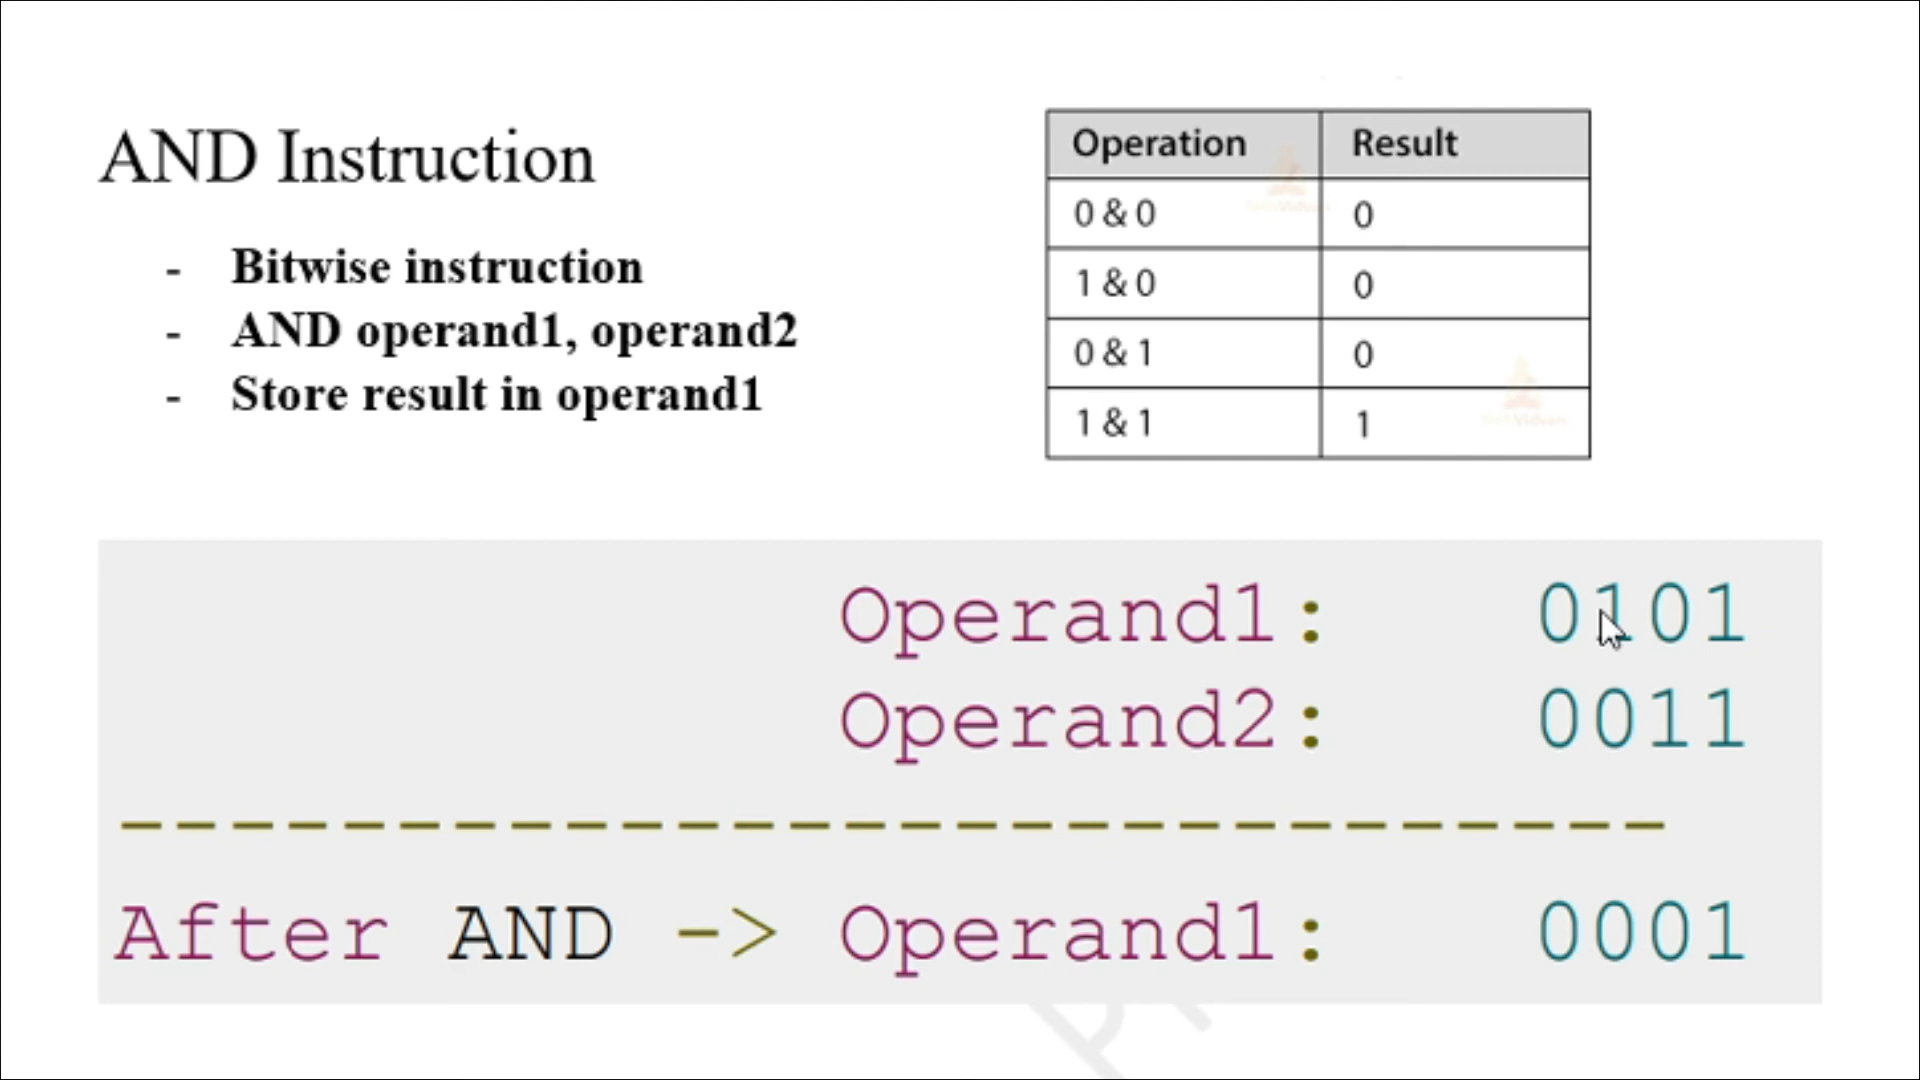 AND Instruction
- Bitwise instruction
- AND operand1, operand2
- Store result in operand1
Operation Result
0 & 0 0
1 & 0 0
0 & 1 0
1 & 1 1
Operand1: 0101
Operand2: 0011
----------------------------
After AND -> Operand1: 0001